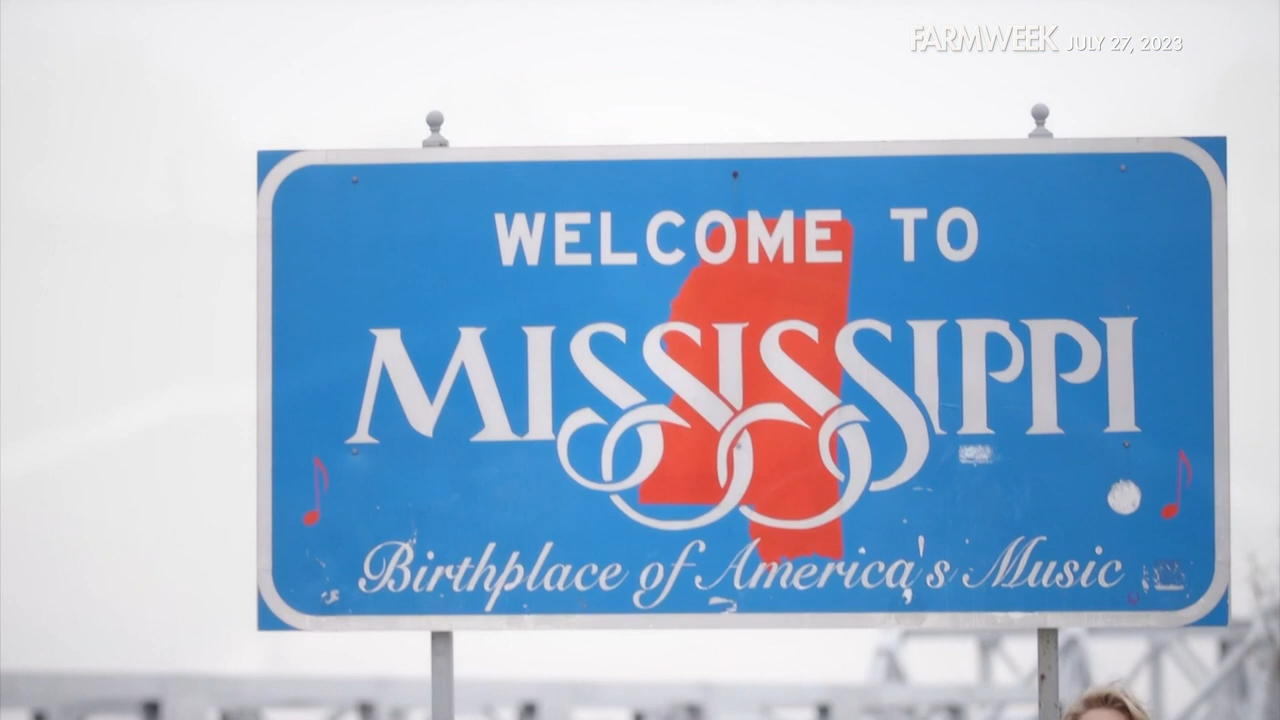 FARMWEEK JULY 27, 2023
WELCOME TO
MISSISSIPPI
Birthplace of America's Music